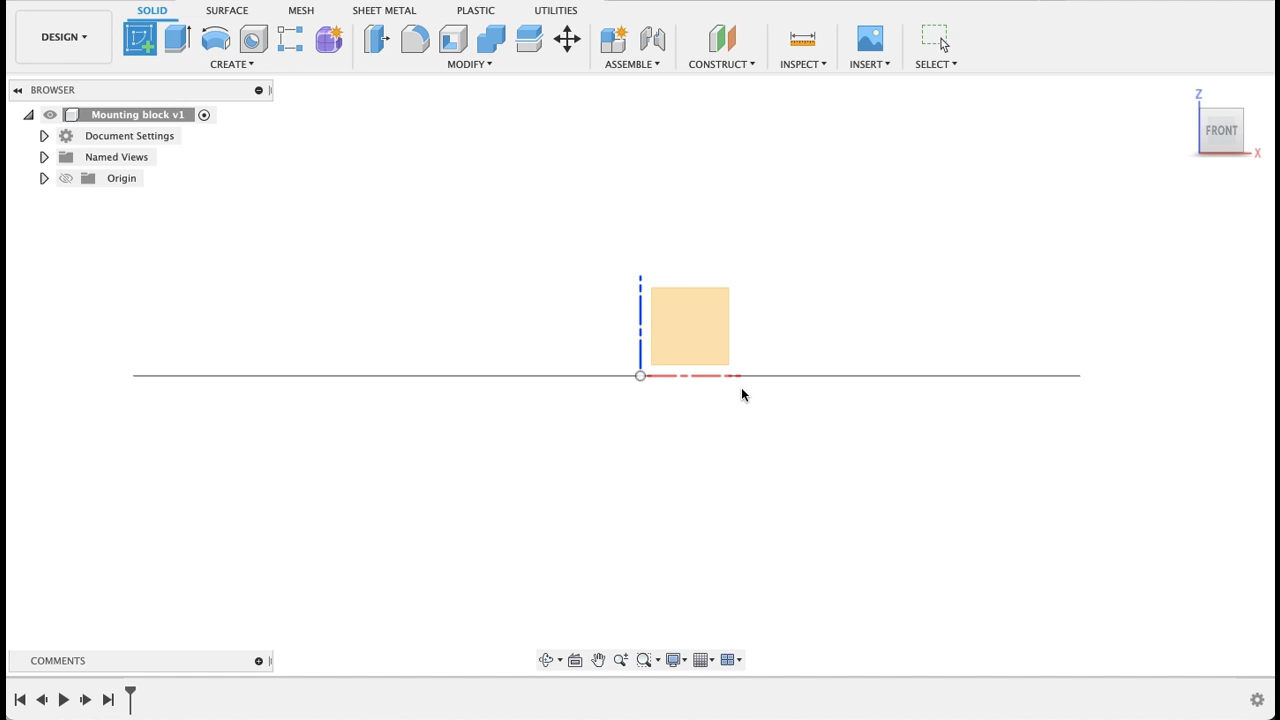 SOLID SURFACE MESH SHEET METAL PLASTIC UTILITIES
DESIGN
CREATE MODIFY ASSEMBLE CONSTRUCT INSPECT INSERT SELECT
BROWSER
Mounting block v1
Document Settings
Named Views
Origin
Z
FRONT
X
COMMENTS